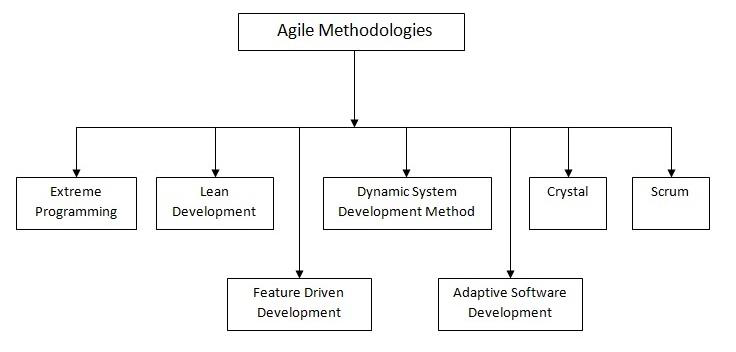 Agile Methodologies
Extreme
Programming
Lean
Development
Dynamic System
Development Method
Crystal
Scrum
Feature Driven
Development
Adaptive Software
Development